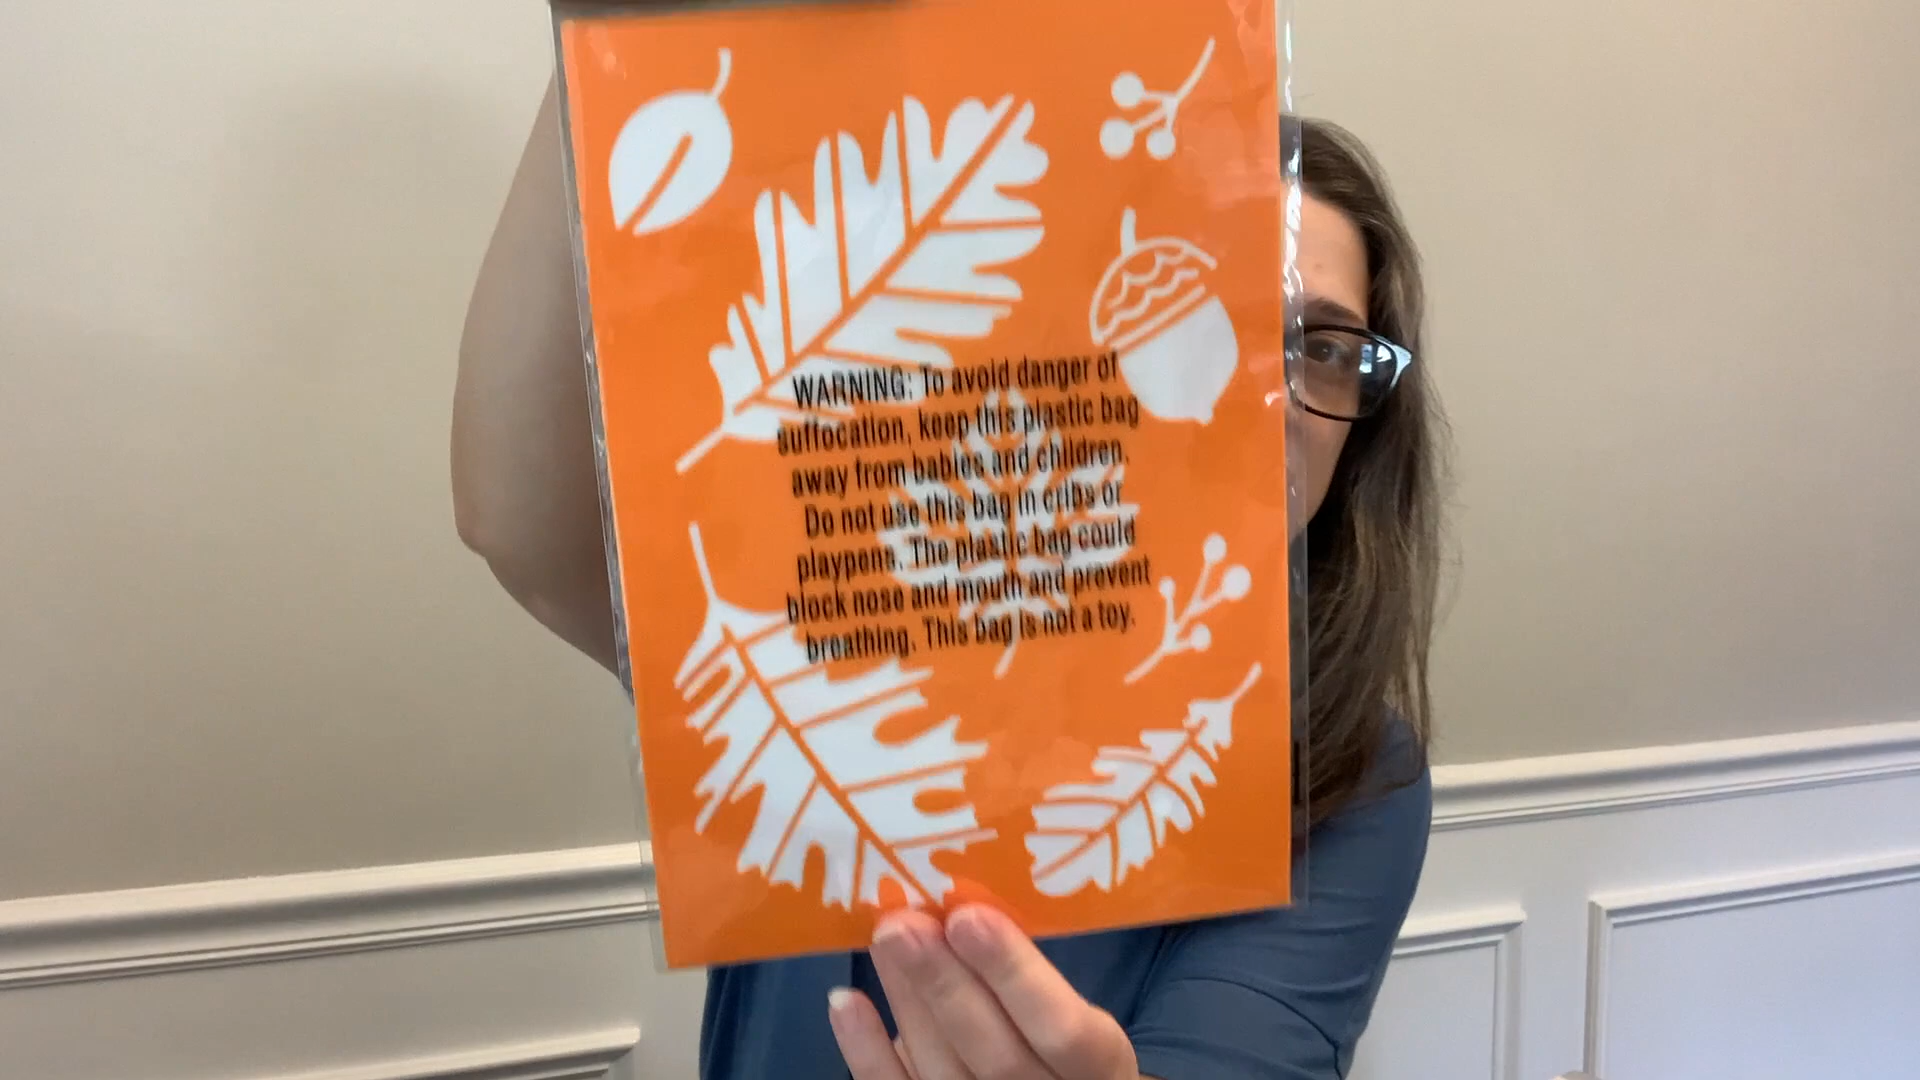 WARNING: To avoid danger of
suffocation, keep this plastic bag
away from babies and children.
Do not use this bag in cribs or
playpens. The plastic bag could
block nose and mouth and prevent
breathing. This bag is not a toy.